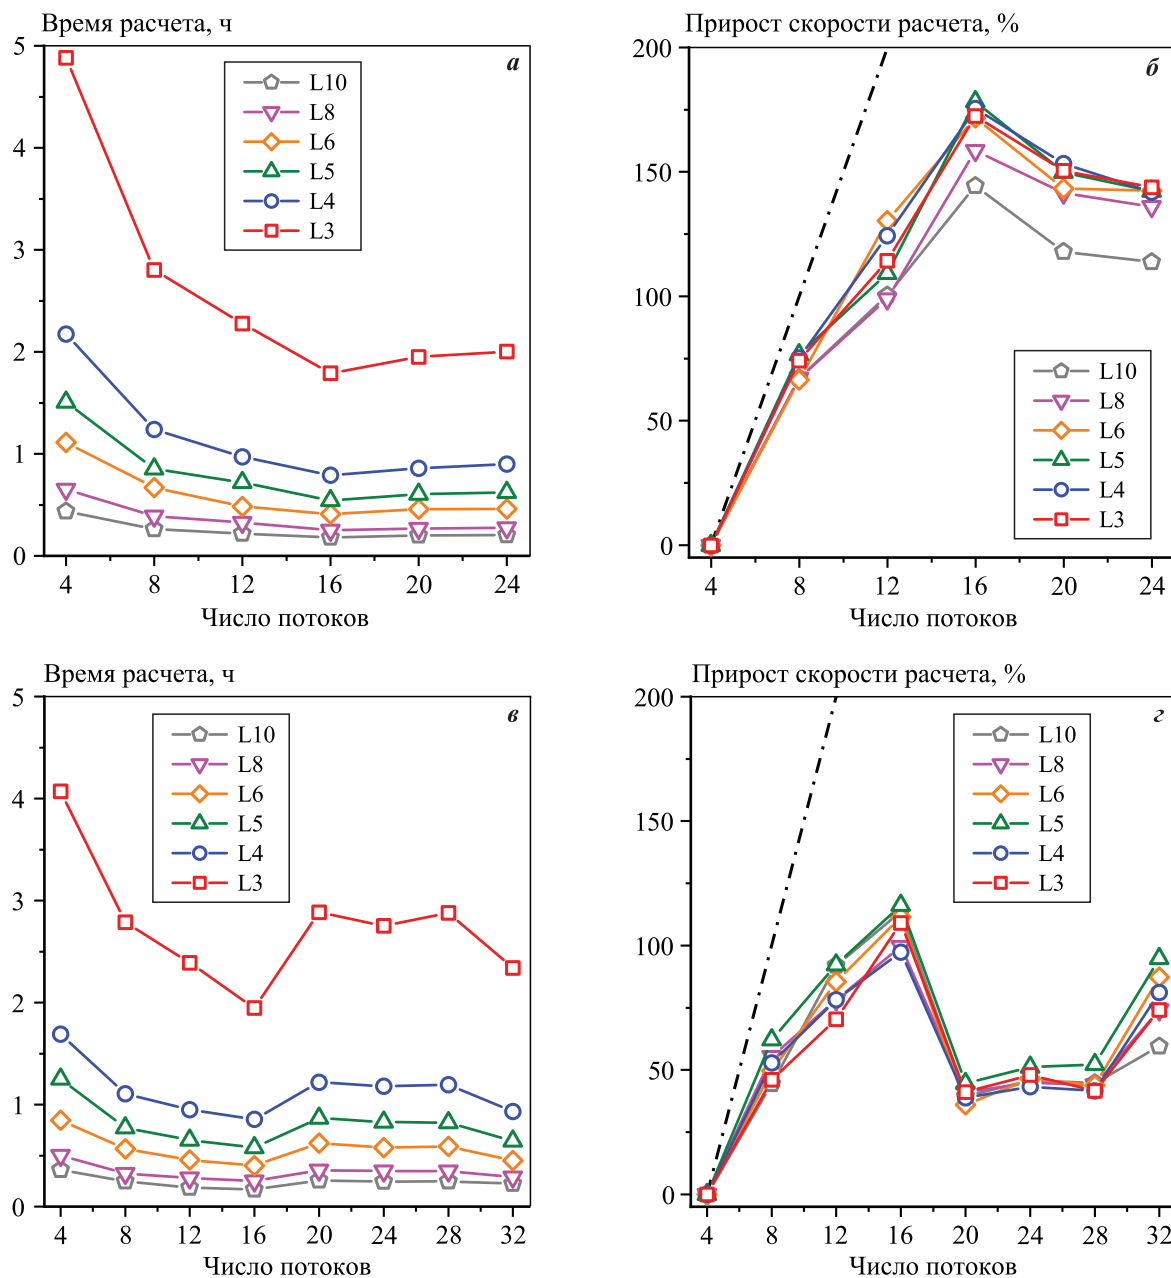 Время расчета, ч
5
4
3
2
1
0
а
L10
L8
L6
L5
L4
L3
4 8 12 16 20 24
Число потоков
Прирост скорости расчета, %
200
150
100
50
0
б
L10
L8
L6
L5
L4
L3
4 8 12 16 20 24
Число потоков
Время расчета, ч
5
4
3
2
1
0
в
L10
L8
L6
L5
L4
L3
4 8 12 16 20 24 28 32
Число потоков
Прирост скорости расчета, %
200
150
100
50
0
г
L10
L8
L6
L5
L4
L3
4 8 12 16 20 24 28 32
Число потоков